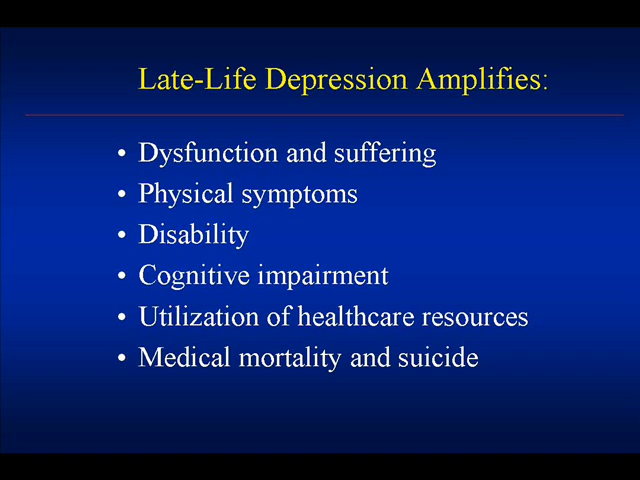 Late-Life Depression Amplifies:
• Dysfunction and suffering
• Physical symptoms
• Disability
• Cognitive impairment
• Utilization of healthcare resources
• Medical mortality and suicide